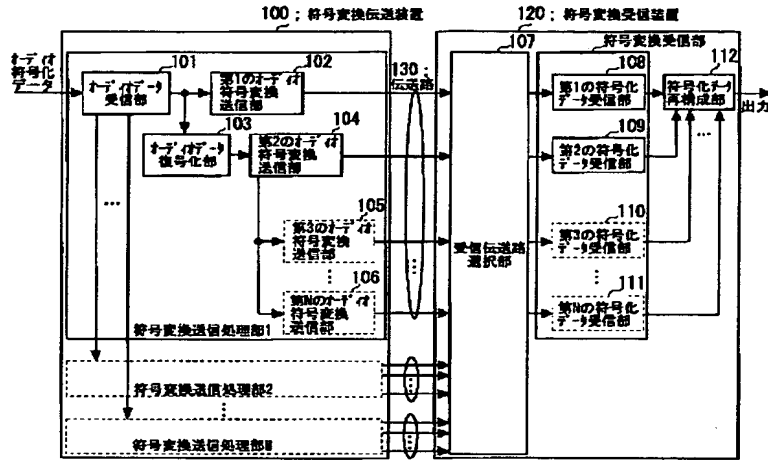 100；符号変換伝送装置
120；符号変換受信装置
オーディオ
符号化
データ
101
オーディオデータ
受信部
102
第1のオーディオ
符号変換
送信部
130；
伝送路
107
受信伝送路
選択部
符号変換受信部
108
第1の符号化
データ受信部
112
符号化データ
再構成部
出力
103
オーディオデータ
復号化部
104
第2のオーディオ
符号変換
送信部
109
第2の符号化
データ受信部
…
…
105
第3のオーディオ
符号変換
送信部
110
第3の符号化
データ受信部
106
第Nのオーディオ
符号変換
送信部
111
第Nの符号化
データ受信部
符号変換送信処理部1
符号変換送信処理部2
符号変換送信処理部M